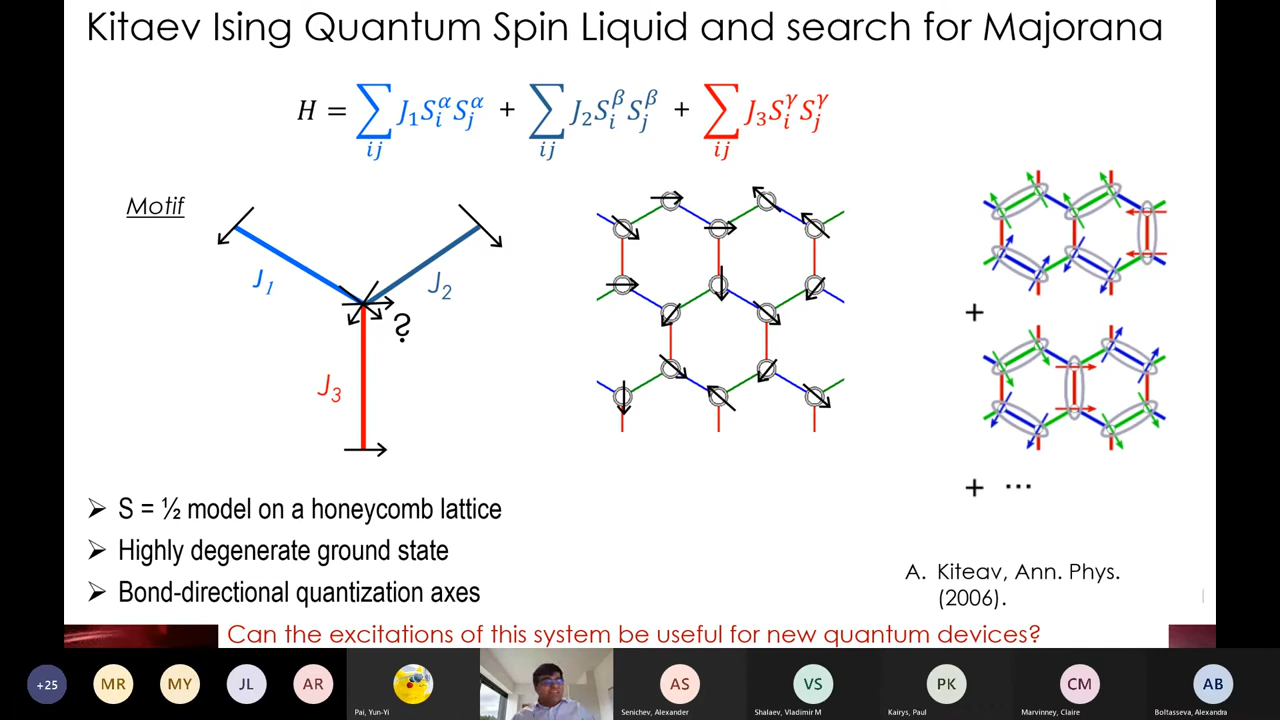 Kitaev Ising Quantum Spin Liquid and search for Majorana
H = ∑_{ij} J₁S_i^α S_j^α + ∑_{ij} J₂S_i^β S_j^β + ∑_{ij} J₃S_i^γ S_j^γ
Motif
J₁
J₂
?
J₃
+
+ ···
➢ S = ½ model on a honeycomb lattice
➢ Highly degenerate ground state
➢ Bond-directional quantization axes
A. Kiteav, Ann. Phys.
(2006).
Can the excitations of this system be useful for new quantum devices?
+25
MR
MY
JL
AR
Pai, Yun-Yi
AS
Senichev, Alexander
VS
Shalaev, Vladimir M
PK
Kairys, Paul
CM
Marvinney, Claire
AB
Boltasseva, Alexandra